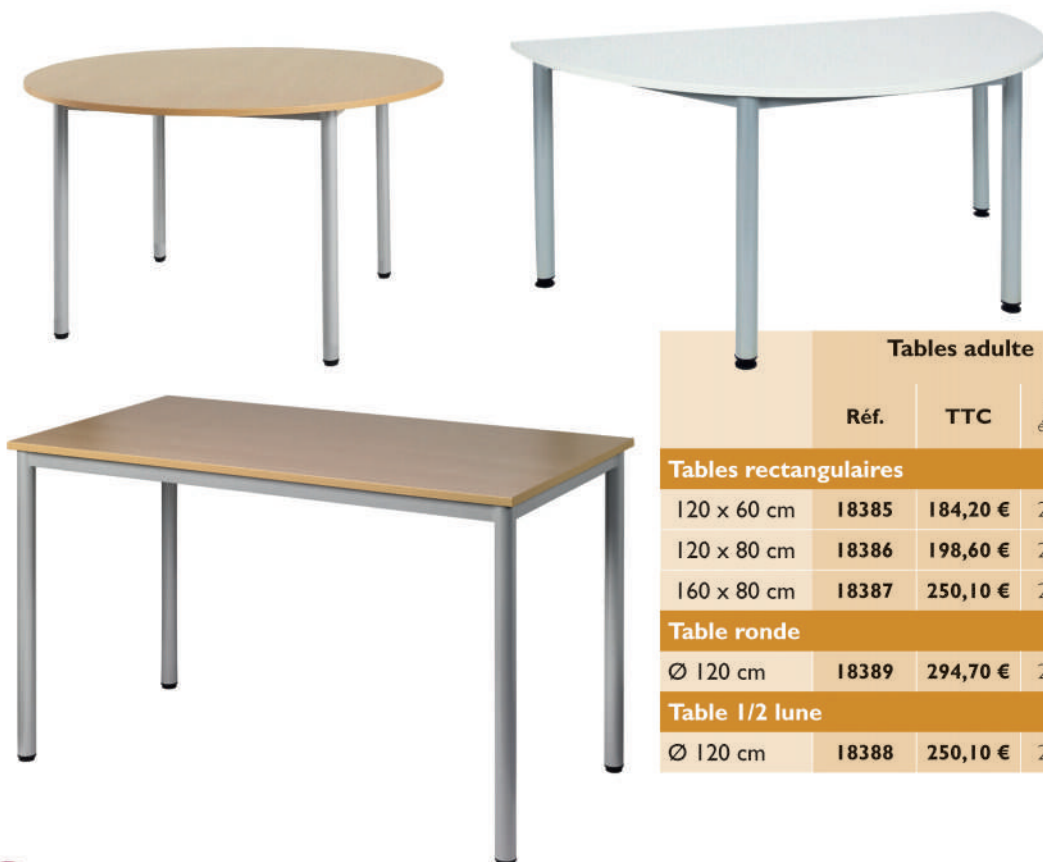 Tables adulte
Réf. TTC
Tables rectangulaires
120 x 60 cm 18385 184,20 €
120 x 80 cm 18386 198,60 €
160 x 80 cm 18387 250,10 €
Table ronde
Ø 120 cm 18389 294,70 €
Table 1/2 lune
Ø 120 cm 18388 250,10 €